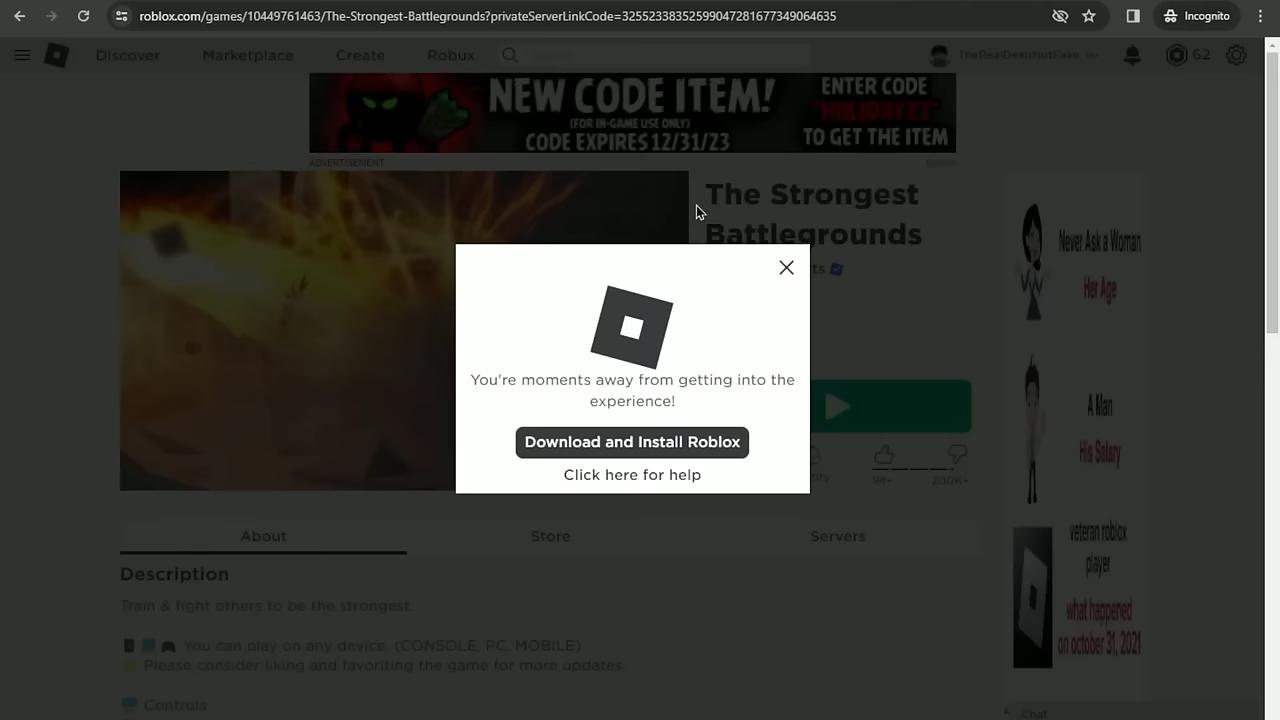 roblox.com/games/10449761463/The-Strongest-Battlegrounds?privateServerLinkCode=32552338352599047281677349064635
Incognito
Discover
Marketplace
Create
Robux
62
NEW CODE ITEM!
(FOR IN-GAME USE ONLY)
CODE EXPIRES 12/31/23
ENTER CODE
"HOLIDAY23"
TO GET THE ITEM
ADVERTISEMENT
The Strongest
Battlegrounds
ts
You're moments away from getting into the
experience!
Download and Install Roblox
Click here for help
1M+
200K+
About
Store
Servers
Description
Train & fight others to be the strongest.
You can play on any device. (CONSOLE, PC, MOBILE)
Please consider liking and favoriting the game for more updates.
Controls
Never Ask a Woman
Her Age
A Man
His Salary
veteran roblox
player
what happened
on october 31, 2021
Chat